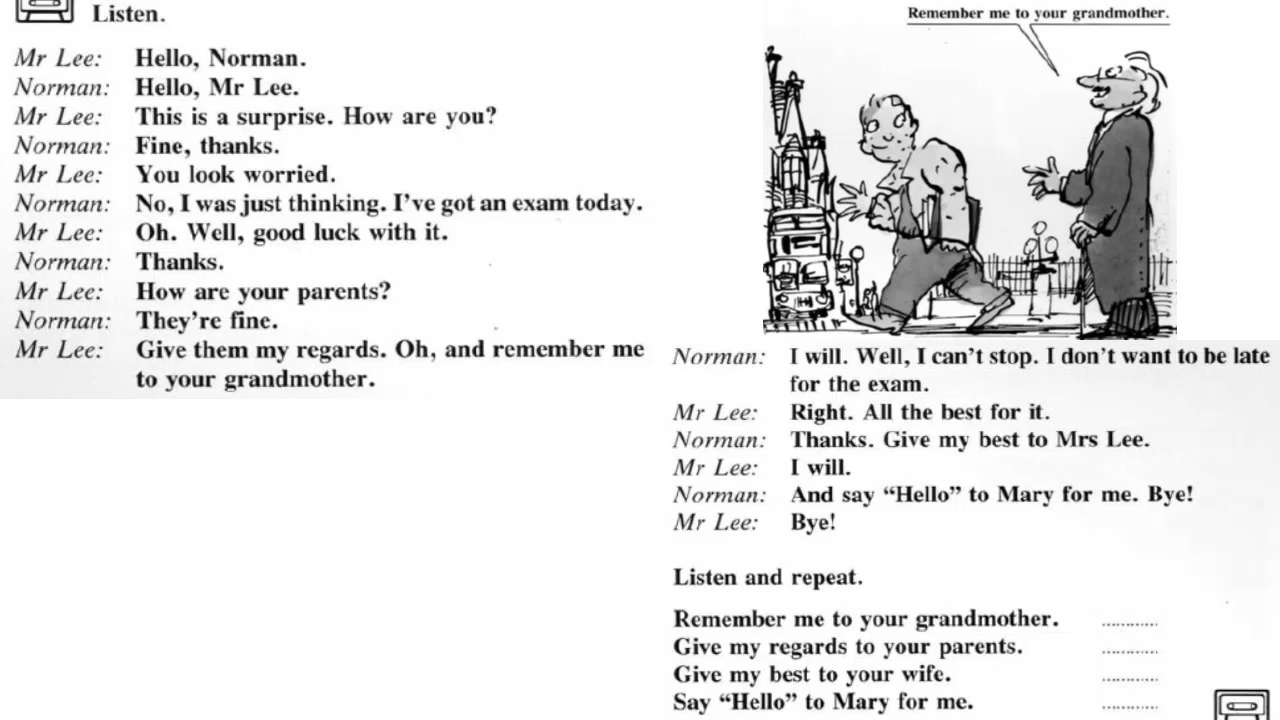 Listen.
Mr Lee: Hello, Norman.
Norman: Hello, Mr Lee.
Mr Lee: This is a surprise. How are you?
Norman: Fine, thanks.
Mr Lee: You look worried.
Norman: No, I was just thinking. I've got an exam today.
Mr Lee: Oh. Well, good luck with it.
Norman: Thanks.
Mr Lee: How are your parents?
Norman: They're fine.
Mr Lee: Give them my regards. Oh, and remember me
to your grandmother.
Remember me to your grandmother.
Norman: I will. Well, I can't stop. I don't want to be late
for the exam.
Mr Lee: Right. All the best for it.
Norman: Thanks. Give my best to Mrs Lee.
Mr Lee: I will.
Norman: And say “Hello” to Mary for me. Bye!
Mr Lee: Bye!
Listen and repeat.
Remember me to your grandmother. .............
Give my regards to your parents. .............
Give my best to your wife. .............
Say “Hello” to Mary for me. .............